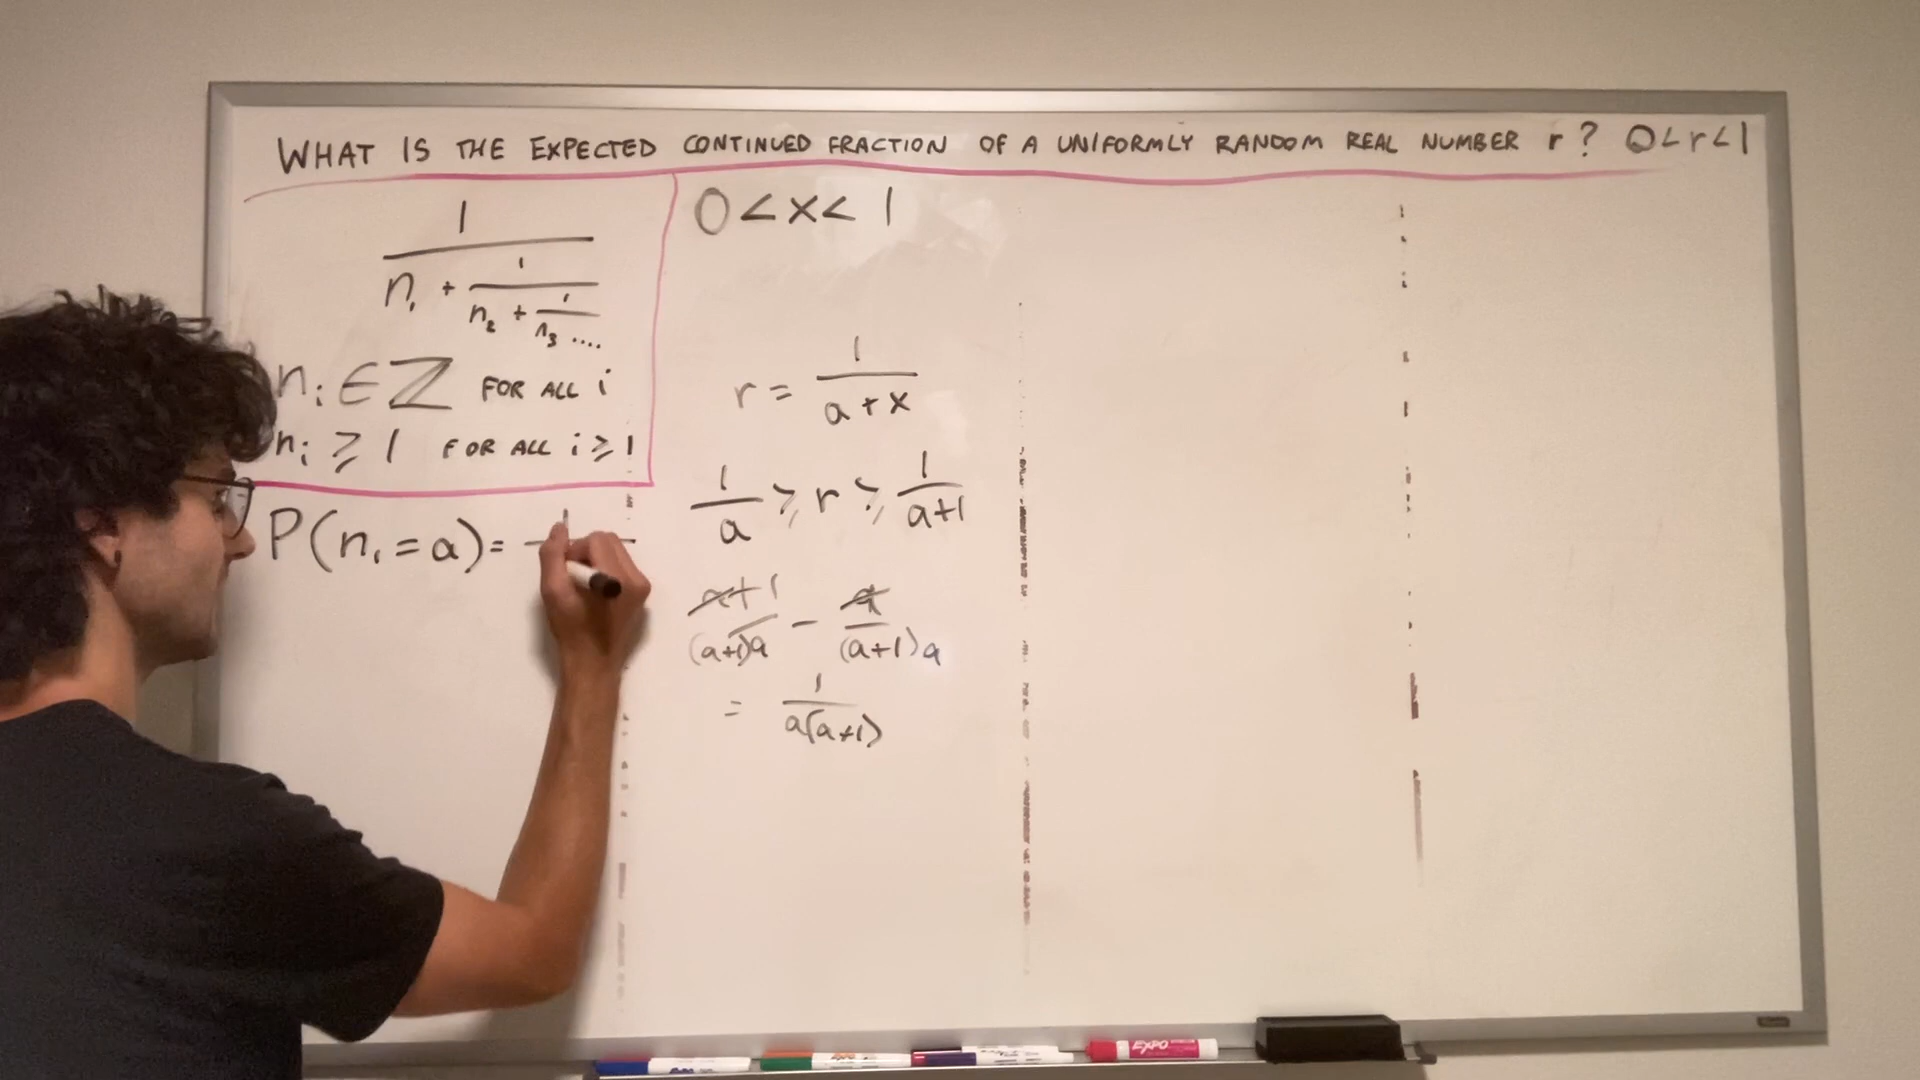 WHAT IS THE EXPECTED CONTINUED FRACTION OF A UNIFORMLY RANDOM REAL NUMBER r? 0<r<1
1/(n₁ + 1/(n₂ + 1/(n₃ ....
nᵢ ∈ ℤ FOR ALL i
nᵢ ≥ 1 FOR ALL i ≥ 1
P(n₁ = a) = 1/
0 < x < 1
r = 1/(a + x)
1/a ≥ r ≥ 1/(a+1)
(a+1)/((a+1)a) − a/((a+1)a)
= 1/(a(a+1))
EXPO